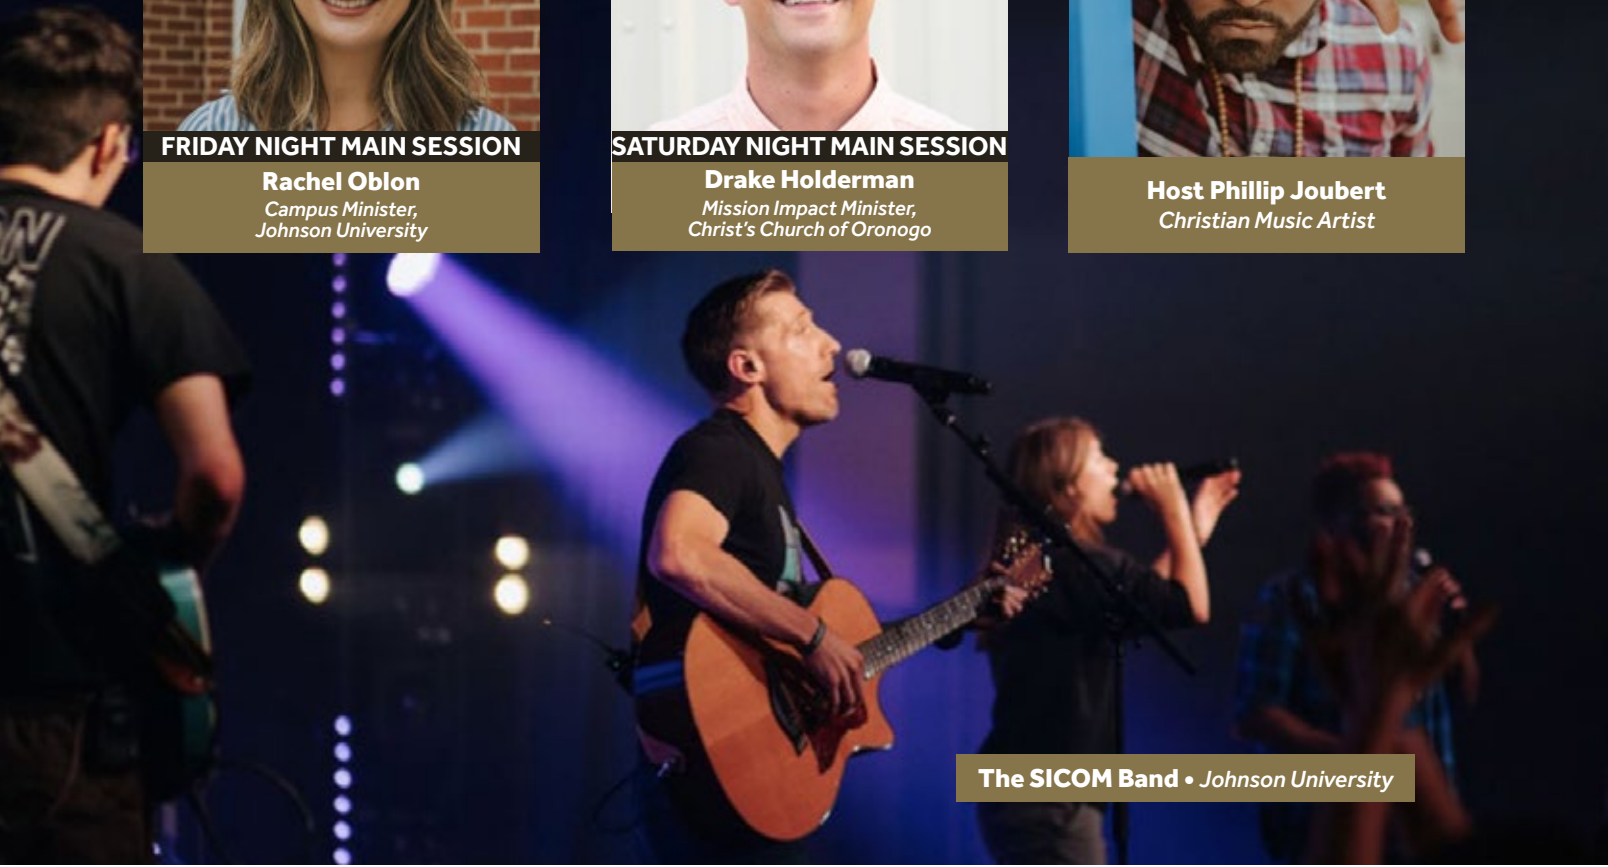 FRIDAY NIGHT MAIN SESSION
Rachel Oblon
Campus Minister,
Johnson University
SATURDAY NIGHT MAIN SESSION
Drake Holderman
Mission Impact Minister,
Christ's Church of Oronogo
Host Phillip Joubert
Christian Music Artist
The SICOM Band • Johnson University